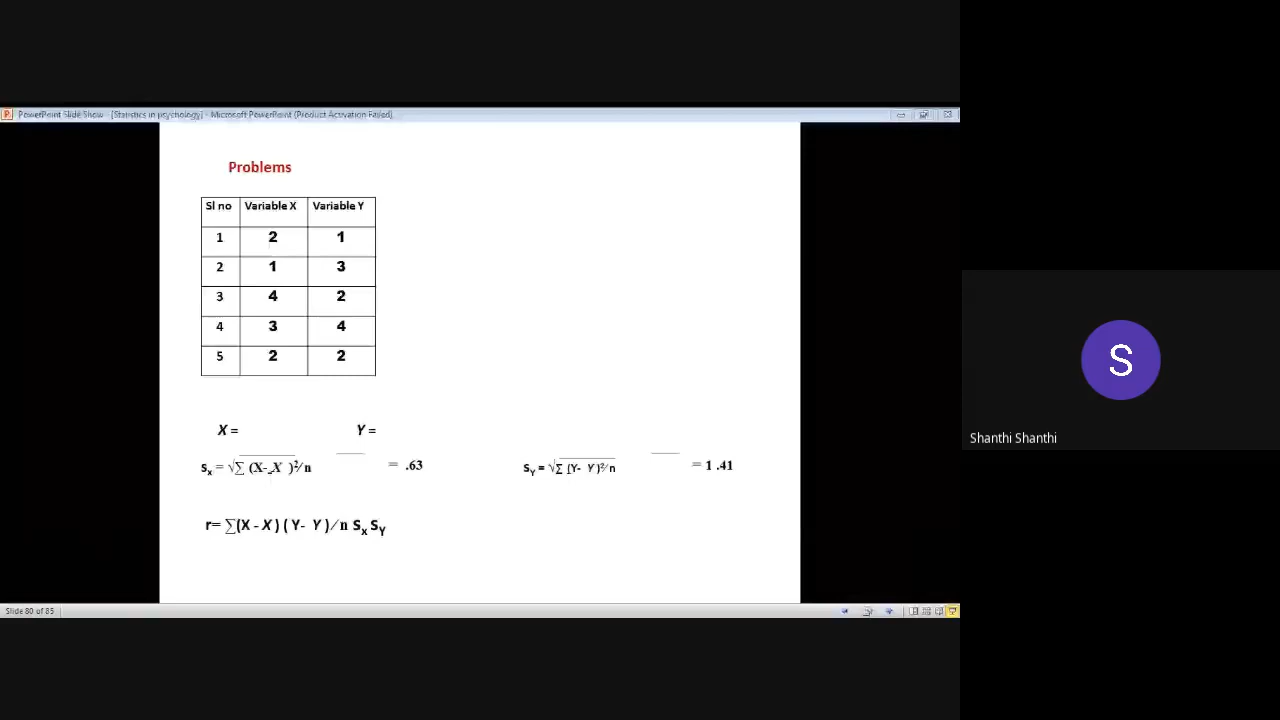 PowerPoint Slide Show - [Statistics in psychology] - Microsoft PowerPoint (Product Activation Failed)
Problems
Sl no Variable X Variable Y
1 2 1
2 1 3
3 4 2
4 3 4
5 2 2
X = Y =
Sx = √∑ (X- X )²/n = .63 SY = √∑ (Y- Y )²/n = 1 .41
r= ∑(X - X ) ( Y- Y ) / n Sx SY
Slide 80 of 85
S
Shanthi Shanthi